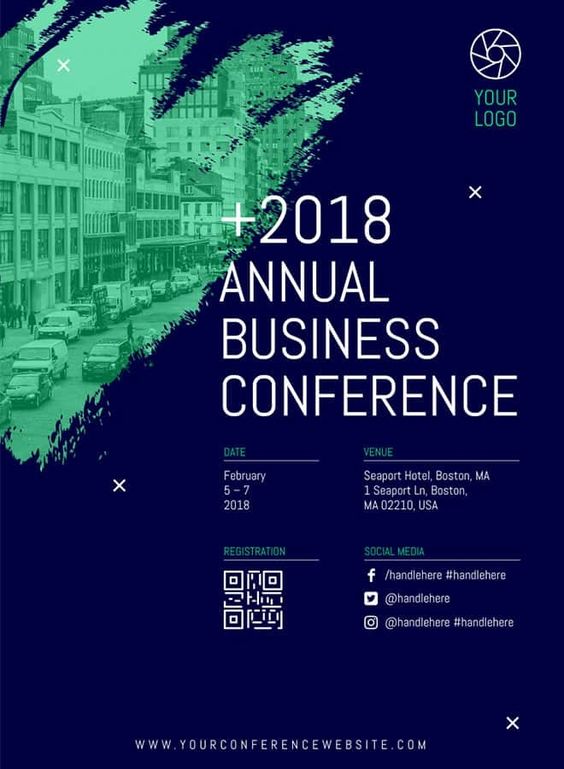 YOUR
LOGO
+2018
ANNUAL
BUSINESS
CONFERENCE
DATE
February
5 – 7
2018
VENUE
Seaport Hotel, Boston, MA
1 Seaport Ln, Boston,
MA 02210, USA
REGISTRATION
SOCIAL MEDIA
/handlehere #handlehere
@handlehere
@handlehere #handlehere
WWW.YOURCONFERENCEWEBSITE.COM